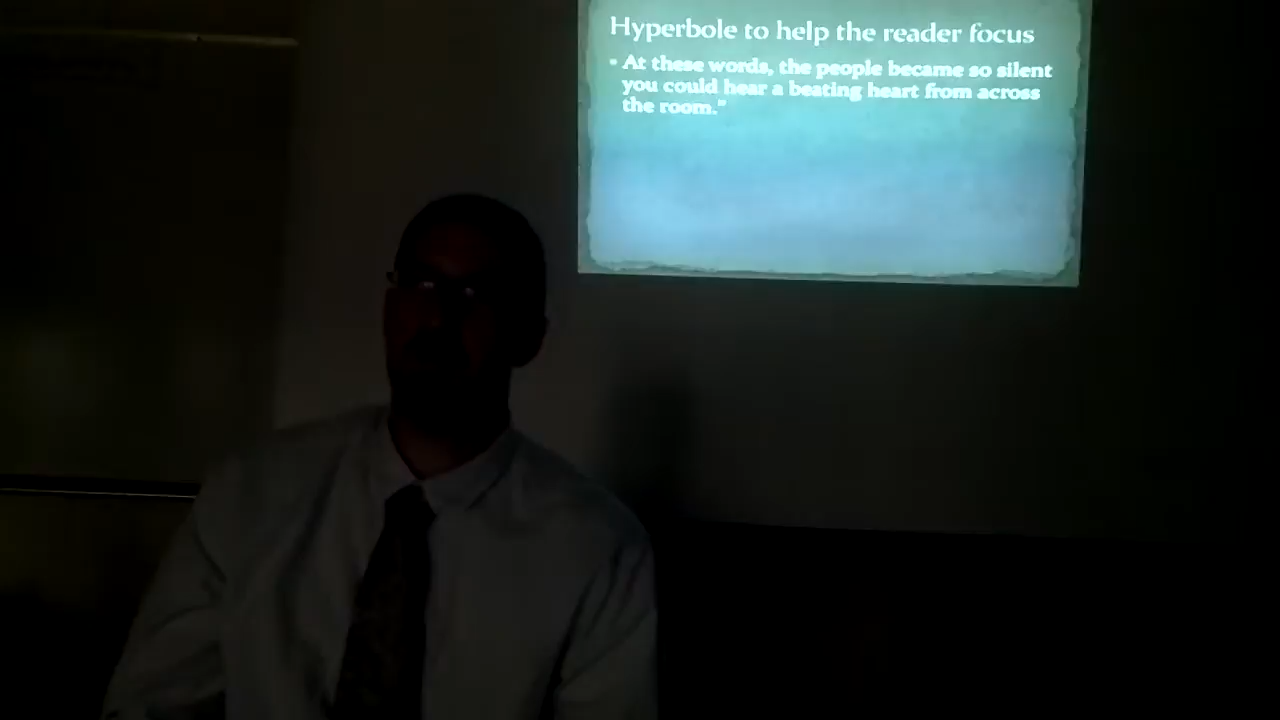 Hyperbole to help the reader focus
• At these words, the people became so silent
you could hear a beating heart from across
the room."